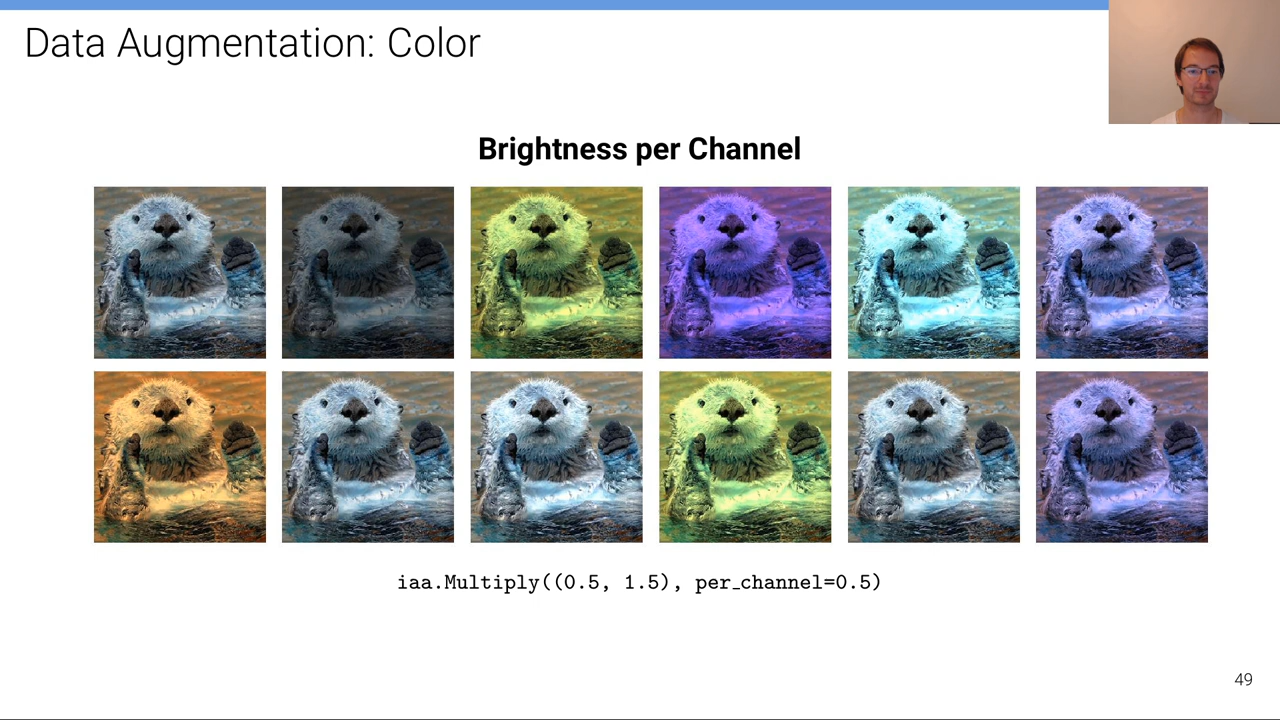 Data Augmentation: Color
Brightness per Channel
iaa.Multiply((0.5, 1.5), per_channel=0.5)
49